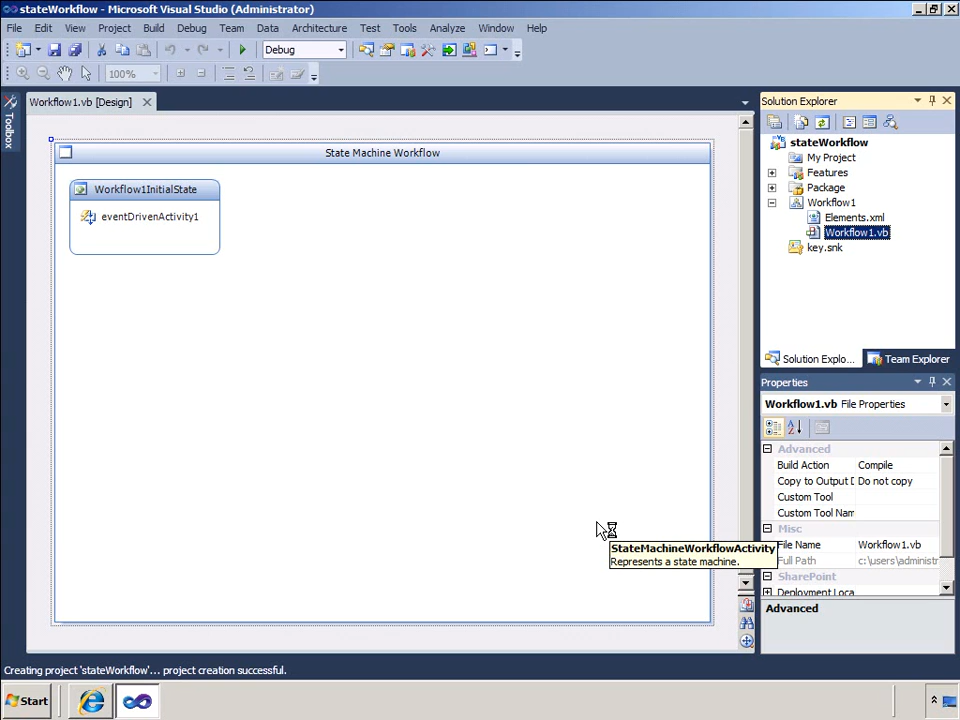 stateWorkflow - Microsoft Visual Studio (Administrator)
File Edit View Project Build Debug Team Data Architecture Test Tools Analyze Window Help
Debug
100%
Workflow1.vb [Design]
Toolbox
State Machine Workflow
Workflow1InitialState
eventDrivenActivity1
StateMachineWorkflowActivity
Represents a state machine.
Solution Explorer
stateWorkflow
My Project
Features
Package
Workflow1
Elements.xml
Workflow1.vb
key.snk
Solution Explo... Team Explorer
Properties
Workflow1.vb File Properties
Advanced
Build Action Compile
Copy to Output D Do not copy
Custom Tool
Custom Tool Nam
Misc
File Name Workflow1.vb
Full Path c:\users\administr
SharePoint
Deployment Loca
Advanced
Creating project 'stateWorkflow'... project creation successful.
Start